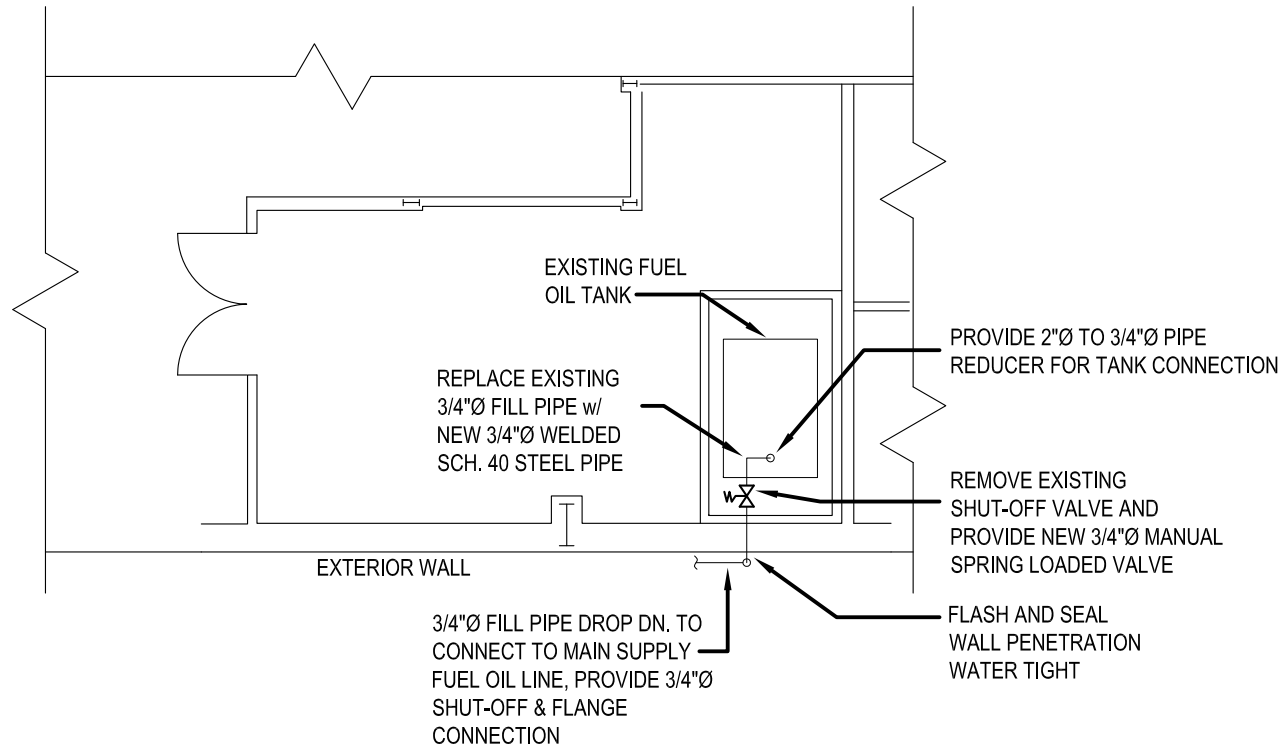 EXISTING FUEL
OIL TANK
PROVIDE 2"Ø TO 3/4"Ø PIPE
REDUCER FOR TANK CONNECTION
REPLACE EXISTING
3/4"Ø FILL PIPE w/
NEW 3/4"Ø WELDED
SCH. 40 STEEL PIPE
REMOVE EXISTING
SHUT-OFF VALVE AND
PROVIDE NEW 3/4"Ø MANUAL
SPRING LOADED VALVE
EXTERIOR WALL
FLASH AND SEAL
WALL PENETRATION
WATER TIGHT
3/4"Ø FILL PIPE DROP DN. TO
CONNECT TO MAIN SUPPLY
FUEL OIL LINE, PROVIDE 3/4"Ø
SHUT-OFF & FLANGE
CONNECTION